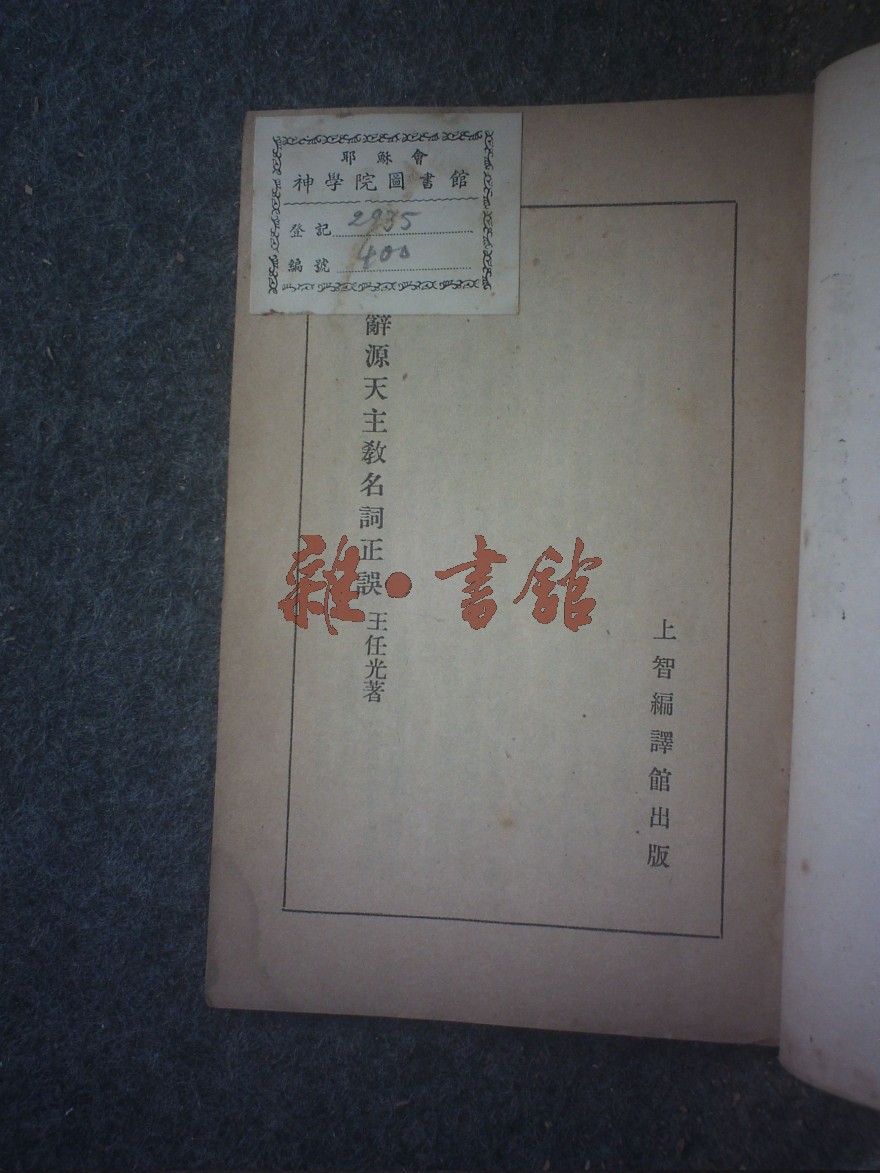 耶穌會
神學院圖書館
登記 2935
編號 400
辭源天主教名詞正誤 王任光著
上智編譯館出版
雜·書館